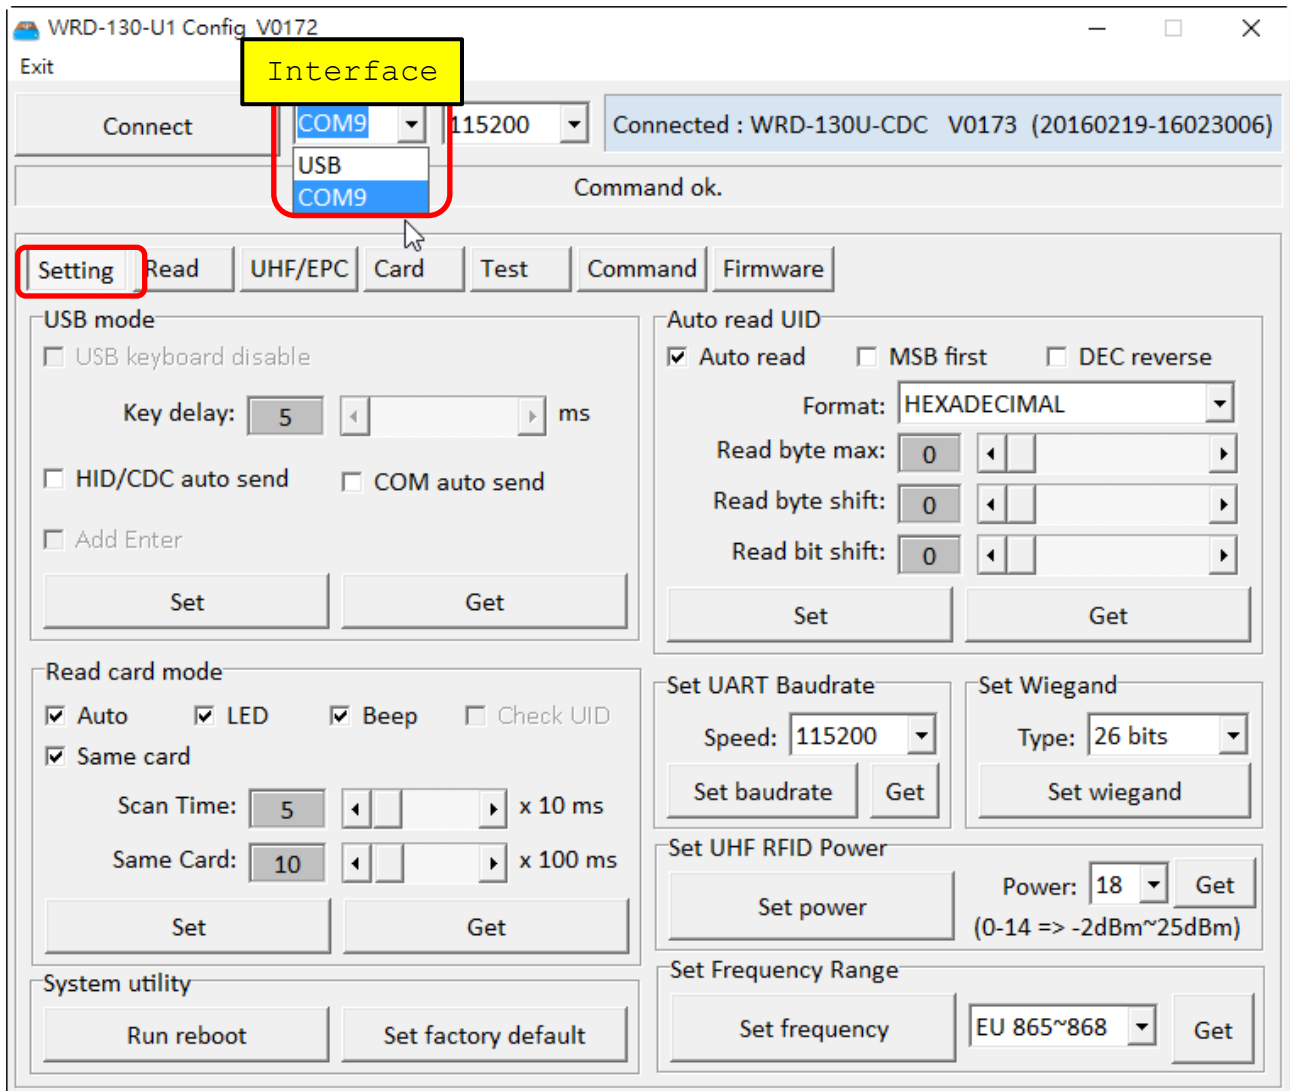 WRD-130-U1 Config V0172
Exit
Interface
Connect
COM9
115200
Connected : WRD-130U-CDC V0173 (20160219-16023006)
USB
COM9
Command ok.
Setting Read UHF/EPC Card Test Command Firmware
USB mode
USB keyboard disable
Key delay: 5 ms
HID/CDC auto send COM auto send
Add Enter
Set Get
Auto read UID
Auto read MSB first DEC reverse
Format: HEXADECIMAL
Read byte max: 0
Read byte shift: 0
Read bit shift: 0
Set Get
Read card mode
Auto LED Beep Check UID
Same card
Scan Time: 5 x 10 ms
Same Card: 10 x 100 ms
Set Get
Set UART Baudrate
Speed: 115200
Set baudrate Get
Set Wiegand
Type: 26 bits
Set wiegand
Set UHF RFID Power
Set power
Power: 18 Get
(0-14 => -2dBm~25dBm)
System utility
Run reboot Set factory default
Set Frequency Range
Set frequency EU 865~868 Get